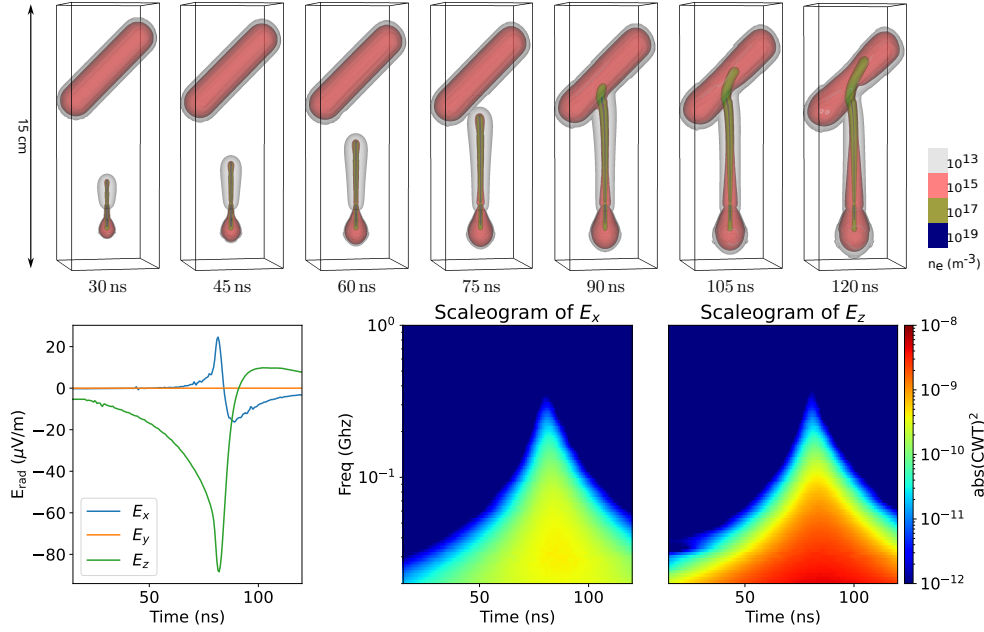 15 cm
30 ns
45 ns
60 ns
75 ns
90 ns
105 ns
120 ns
10^13
10^15
10^17
10^19
n_e (m^-3)
20
0
−20
−40
−60
−80
E_rad (μV/m)
E_x
E_y
E_z
50
100
Time (ns)
Scaleogram of E_x
10^0
10^-1
Freq (Ghz)
50
100
Time (ns)
Scaleogram of E_z
50
100
Time (ns)
10^-8
10^-9
10^-10
10^-11
10^-12
abs(CWT)^2